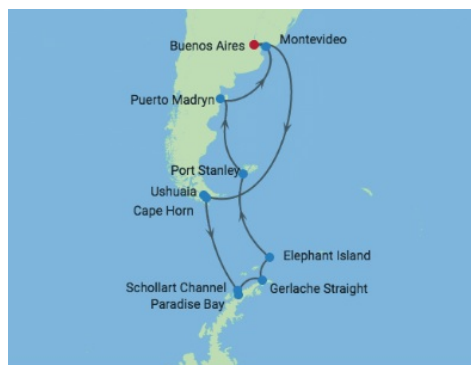 Buenos Aires
Montevideo
Puerto Madryn
Port Stanley
Ushuaia
Cape Horn
Elephant Island
Schollart Channel
Paradise Bay
Gerlache Straight